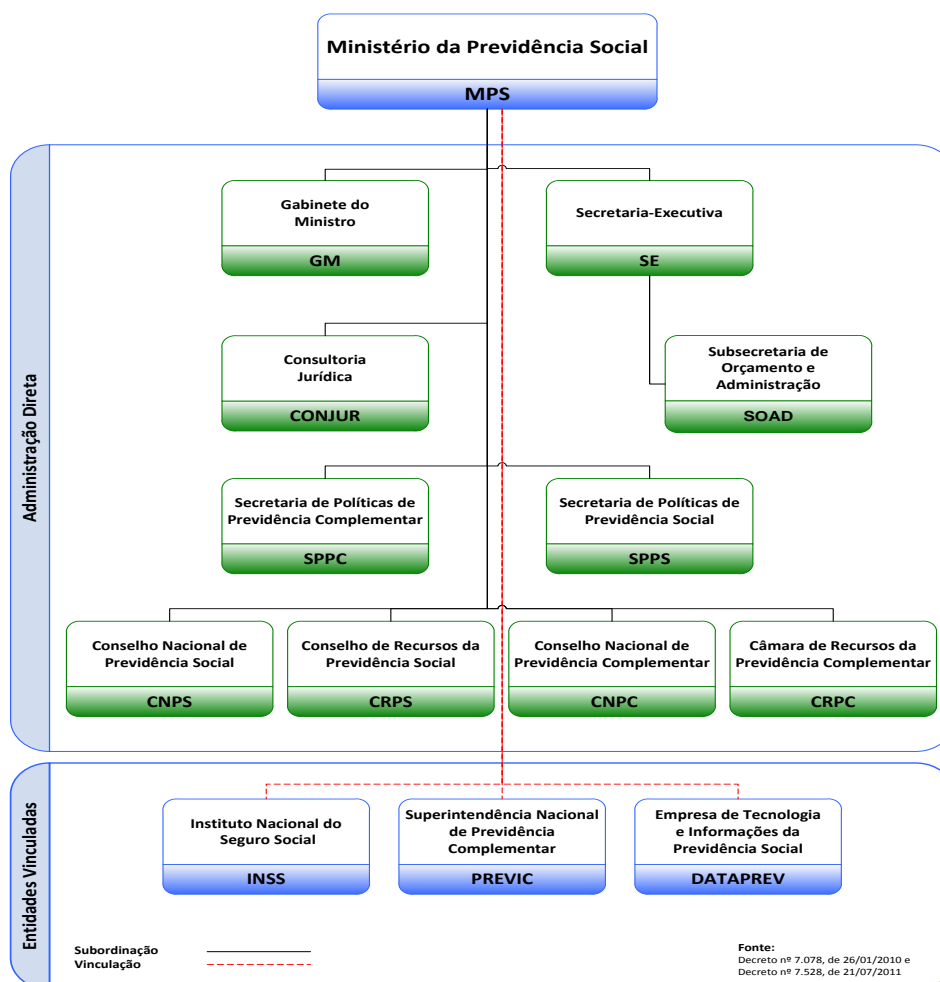 Ministério da Previdência Social
MPS
Administração Direta
Gabinete do
Ministro
GM
Secretaria-Executiva
SE
Consultoria
Jurídica
CONJUR
Subsecretaria de
Orçamento e
Administração
SOAD
Secretaria de Políticas de
Previdência Complementar
SPPC
Secretaria de Políticas de
Previdência Social
SPPS
Conselho Nacional de
Previdência Social
CNPS
Conselho de Recursos da
Previdência Social
CRPS
Conselho Nacional de
Previdência Complementar
CNPC
Câmara de Recursos da
Previdência Complementar
CRPC
Entidades Vinculadas
Instituto Nacional do
Seguro Social
INSS
Superintendência Nacional
de Previdência
Complementar
PREVIC
Empresa de Tecnologia
e Informações da
Previdência Social
DATAPREV
Subordinação
Vinculação
Fonte:
Decreto nº 7.078, de 26/01/2010 e
Decreto nº 7.528, de 21/07/2011